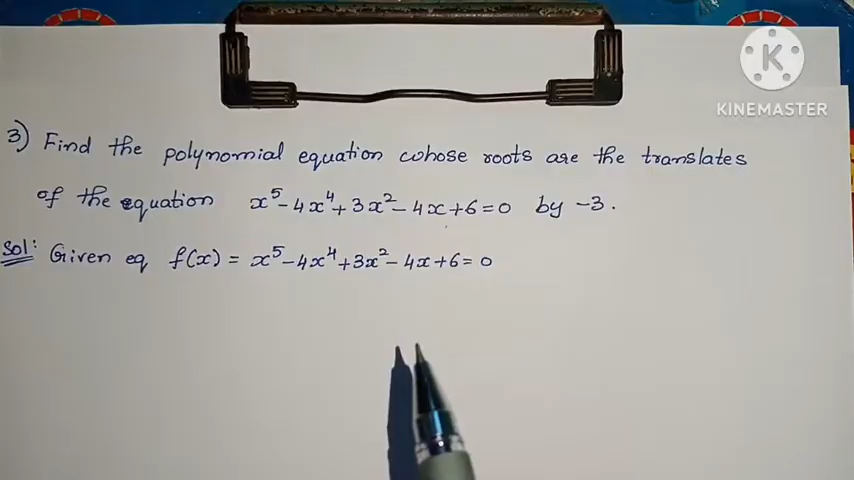 KINEMASTER
3) Find the polynomial equation whose roots are the translates
of the equation x⁵-4x⁴+3x²-4x+6=0 by -3.
Sol: Given eq f(x) = x⁵-4x⁴+3x²-4x+6=0